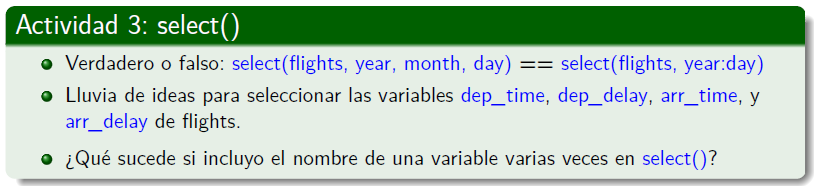 Actividad 3: select()
Verdadero o falso: select(flights, year, month, day) == select(flights, year:day)
Lluvia de ideas para seleccionar las variables dep_time, dep_delay, arr_time, y
arr_delay de flights.
¿Qué sucede si incluyo el nombre de una variable varias veces en select()?